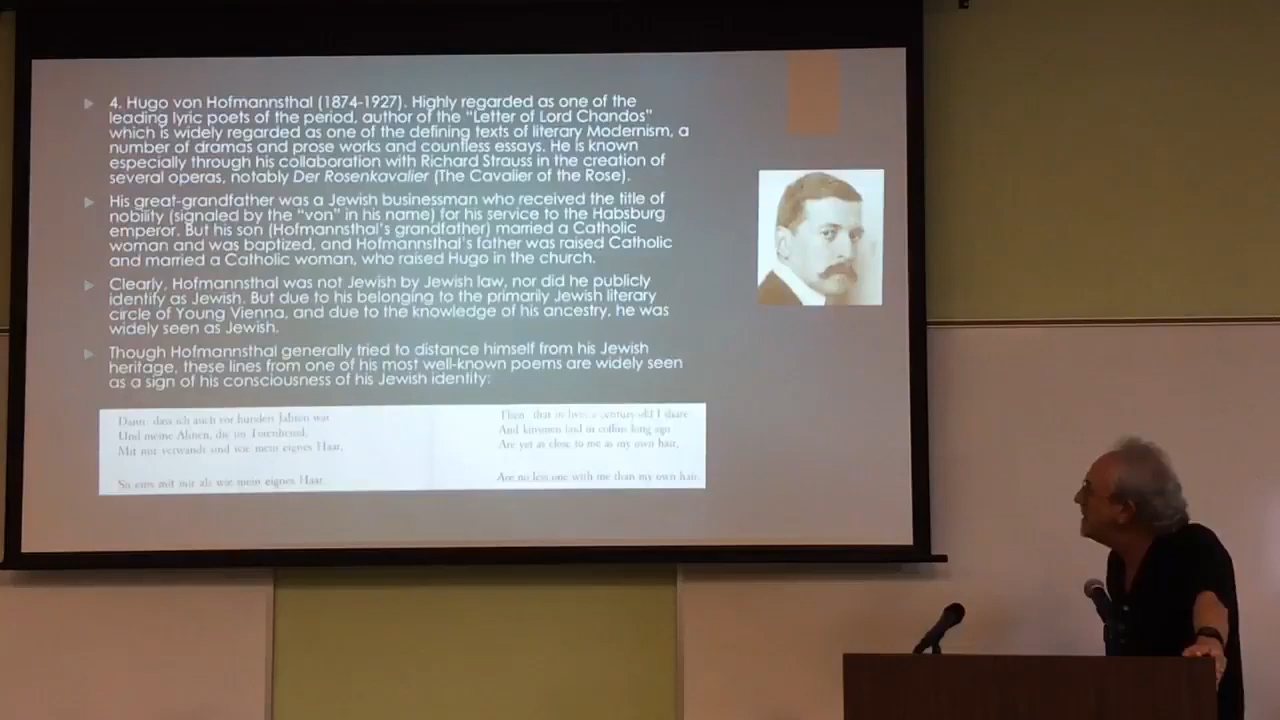 4. Hugo von Hofmannsthal (1874-1927). Highly regarded as one of the
leading lyric poets of the period, author of the “Letter of Lord Chandos”
which is widely regarded as one of the defining texts of literary Modernism, a
number of dramas and prose works and countless essays. He is known
especially through his collaboration with Richard Strauss in the creation of
several operas, notably Der Rosenkavalier (The Cavalier of the Rose).
His great-grandfather was a Jewish businessman who received the title of
nobility (signaled by the “von” in his name) for his service to the Habsburg
emperor. But his son (Hofmannsthal’s grandfather) married a Catholic
woman and was baptized, and Hofmannsthal’s father was raised Catholic
and married a Catholic woman, who raised Hugo in the church.
Clearly, Hofmannsthal was not Jewish by Jewish law, nor did he publicly
identify as Jewish. But due to his belonging to the primarily Jewish literary
circle of Young Vienna, and due to the knowledge of his ancestry, he was
widely seen as Jewish.
Though Hofmannsthal generally tried to distance himself from his Jewish
heritage, these lines from one of his most well-known poems are widely seen
as a sign of his consciousness of his Jewish identity:
Dann: dass ich auch vor hundert Jahren war
Und meine Ahnen, die im Totenhemd,
Mit mir verwandt sind wie mein eignes Haar,
So eins mit mir als wie mein eignes Haar.
Then: that in lives a century old I share
And kinsmen laid in coffins long ago
Are yet as close to me as my own hair,
Are no less one with me than my own hair.